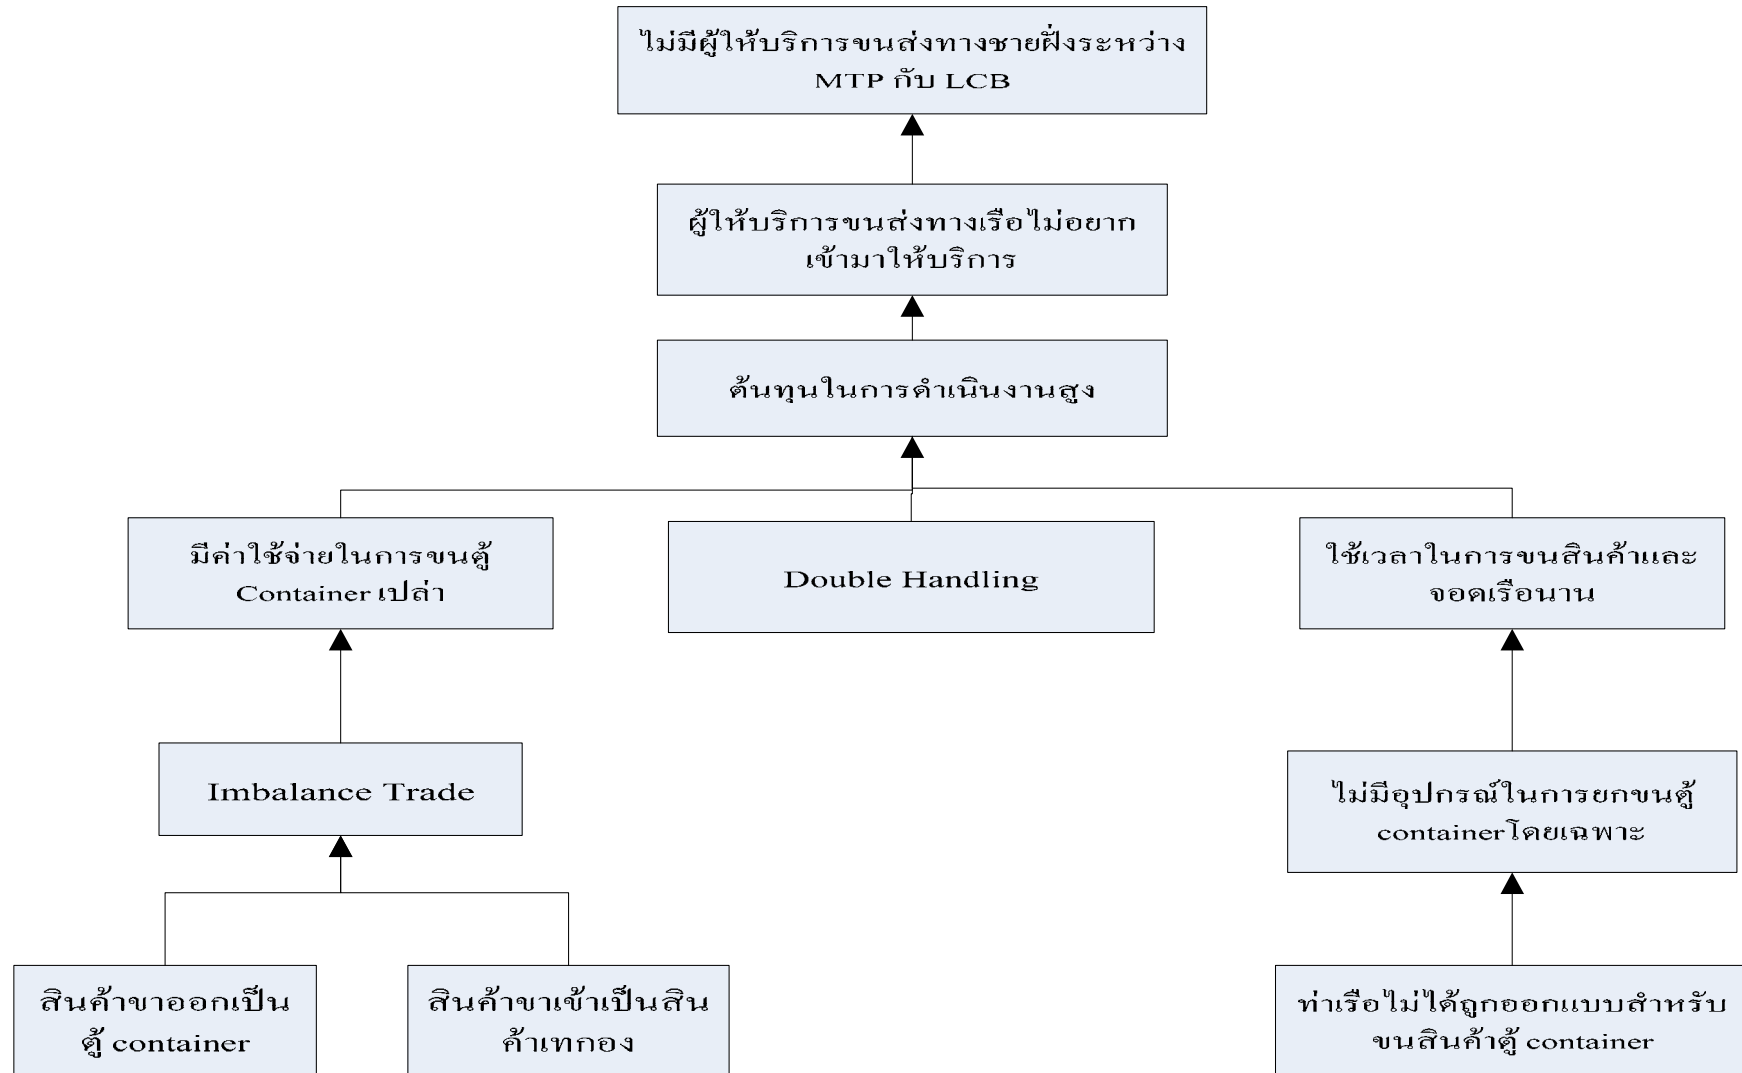 ไม่มีผู้ให้บริการขนส่งทางชายฝั่งระหว่าง
MTP กับ LCB
ผู้ให้บริการขนส่งทางเรือไม่อยาก
เข้ามาให้บริการ
ต้นทุนในการดำเนินงานสูง
มีค่าใช้จ่ายในการขนตู้
Container เปล่า
Double Handling
ใช้เวลาในการขนสินค้าและ
จอดเรือนาน
Imbalance Trade
ไม่มีอุปกรณ์ในการยกขนตู้
containerโดยเฉพาะ
สินค้าขาออกเป็น
ตู้ container
สินค้าขาเข้าเป็นสิน
ค้าเทกอง
ท่าเรือไม่ได้ถูกออกแบบสำหรับ
ขนสินค้าตู้ container